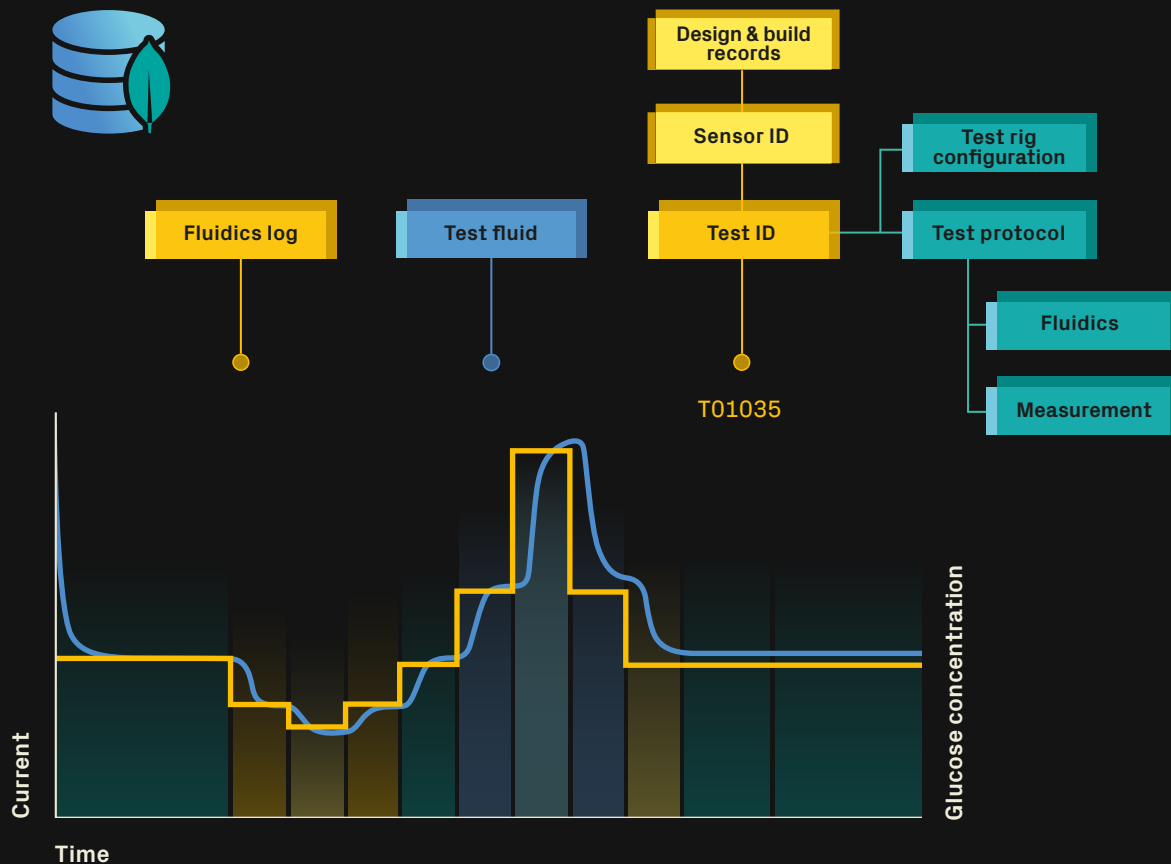 Design & build
records
Sensor ID
Test rig
configuration
Fluidics log
Test fluid
Test ID
Test protocol
Fluidics
Measurement
T01035
Current
Glucose concentration
Time